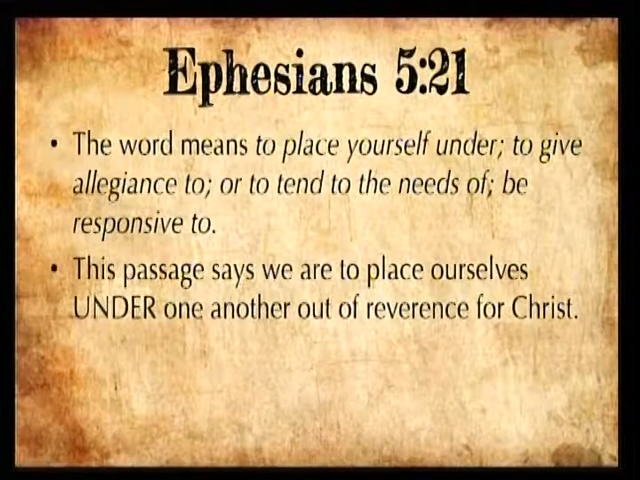 Ephesians 5:21
• The word means to place yourself under; to give
allegiance to; or to tend to the needs of; be
responsive to.
• This passage says we are to place ourselves
UNDER one another out of reverence for Christ.